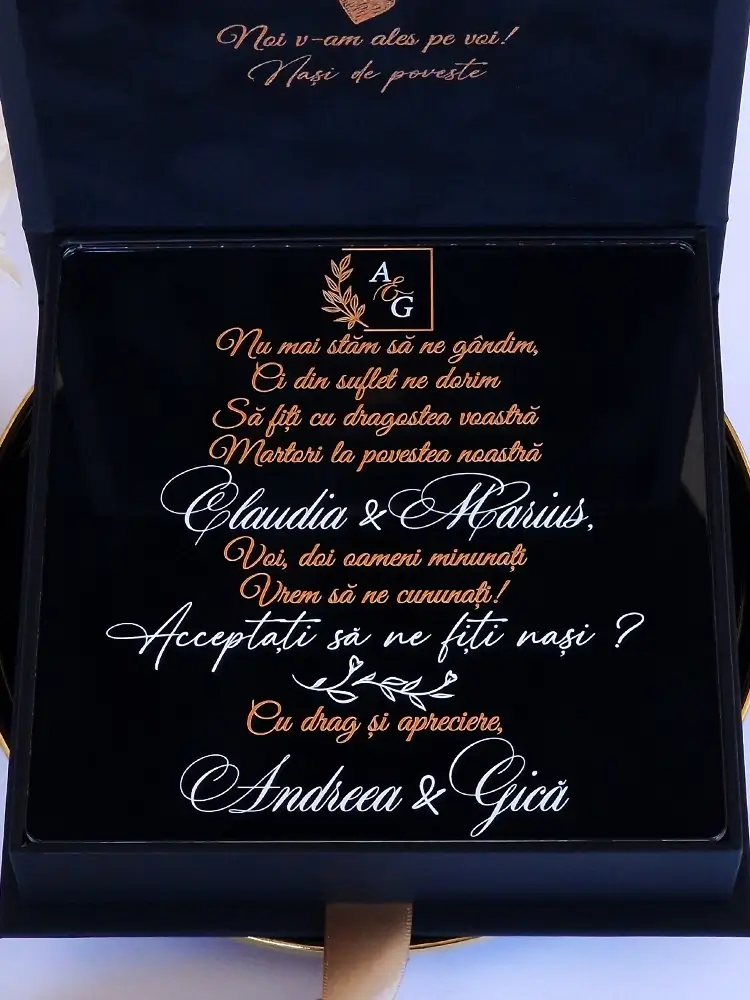 Noi v-am ales pe voi!
Nași de poveste
A
&
G
Nu mai stăm să ne gândim,
Ci din suflet ne dorim
Să fiți cu dragostea voastră
Martori la povestea noastră
Claudia & Marius,
Voi, doi oameni minunați
Vrem să ne cununați!
Acceptați să ne fiți nași ?
Cu drag și apreciere,
Andreea & Gică